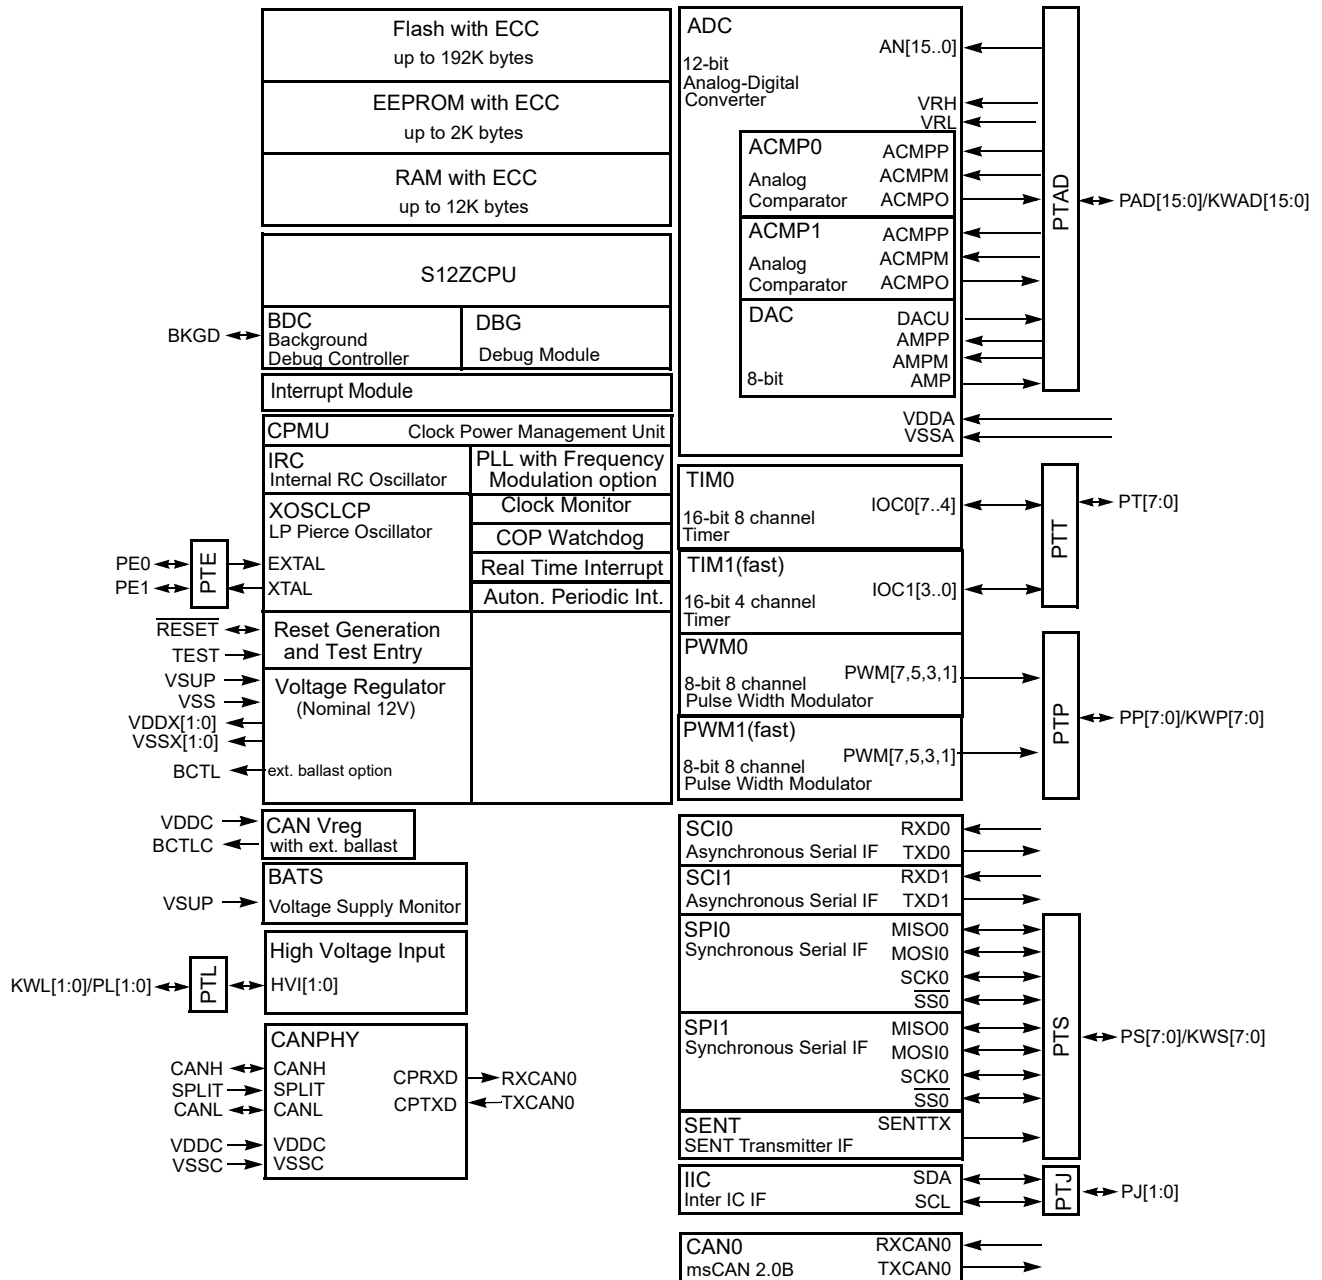 Flash with ECC
up to 192K bytes
EEPROM with ECC
up to 2K bytes
RAM with ECC
up to 12K bytes
S12ZCPU
BKGD
BDC
Background
Debug Controller
DBG
Debug Module
Interrupt Module
CPMU
Clock Power Management Unit
IRC
Internal RC Oscillator
PLL with Frequency
Modulation option
XOSCLCP
LP Pierce Oscillator
Clock Monitor
COP Watchdog
PE0
PE1
PTE
EXTAL
XTAL
Real Time Interrupt
Auton. Periodic Int.
RESET
TEST
Reset Generation
and Test Entry
VSUP
VSS
VDDX[1:0]
VSSX[1:0]
BCTL
Voltage Regulator
(Nominal 12V)
ext. ballast option
VDDC
BCTLC
CAN Vreg
with ext. ballast
VSUP
BATS
Voltage Supply Monitor
KWL[1:0]/PL[1:0]
PTL
High Voltage Input
HVI[1:0]
CANPHY
CANH
SPLIT
CANL
VDDC
VSSC
CANH
SPLIT
CANL
VDDC
VSSC
CPRXD
CPTXD
RXCAN0
TXCAN0
ADC
12-bit
Analog-Digital
Converter
AN[15..0]
VRH
VRL
ACMP0
Analog
Comparator
ACMPP
ACMPM
ACMPO
ACMP1
Analog
Comparator
ACMPP
ACMPM
ACMPO
DAC
8-bit
DACU
AMPP
AMPM
AMP
VDDA
VSSA
PTAD
PAD[15:0]/KWAD[15:0]
TIM0
16-bit 8 channel
Timer
IOC0[7..4]
TIM1(fast)
16-bit 4 channel
Timer
IOC1[3..0]
PTT
PT[7:0]
PWM0
8-bit 8 channel
Pulse Width Modulator
PWM[7,5,3,1]
PWM1(fast)
8-bit 8 channel
Pulse Width Modulator
PWM[7,5,3,1]
PTP
PP[7:0]/KWP[7:0]
SCI0
Asynchronous Serial IF
RXD0
TXD0
SCI1
Asynchronous Serial IF
RXD1
TXD1
SPI0
Synchronous Serial IF
MISO0
MOSI0
SCK0
SS0
SPI1
Synchronous Serial IF
MISO0
MOSI0
SCK0
SS0
SENT
SENT Transmitter IF
SENTTX
PTS
PS[7:0]/KWS[7:0]
IIC
Inter IC IF
SDA
SCL
PTJ
PJ[1:0]
CAN0
msCAN 2.0B
RXCAN0
TXCAN0